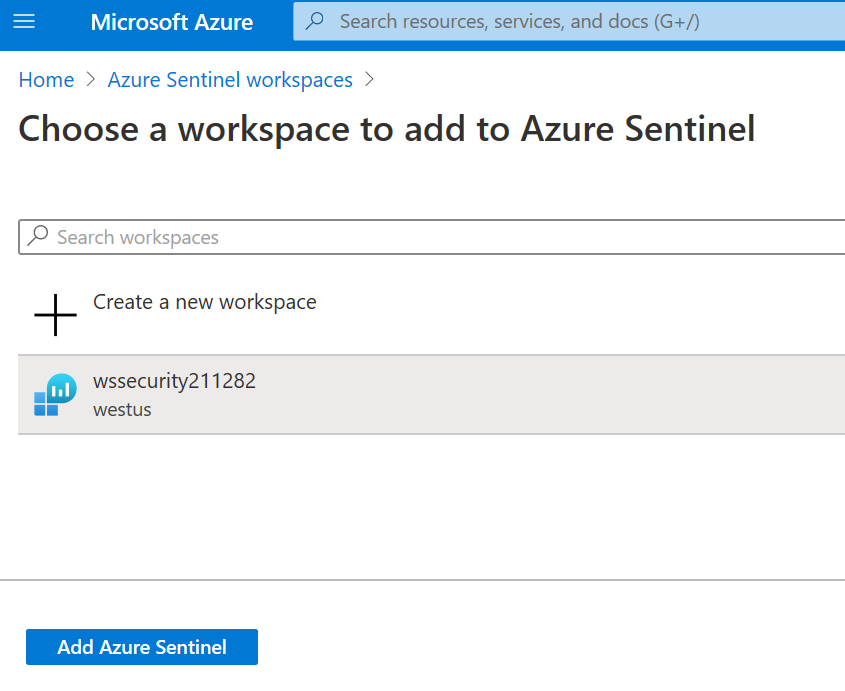 Microsoft Azure
Search resources, services, and docs (G+/)
Home > Azure Sentinel workspaces >
Choose a workspace to add to Azure Sentinel
Search workspaces
Create a new workspace
wssecurity211282
westus
Add Azure Sentinel